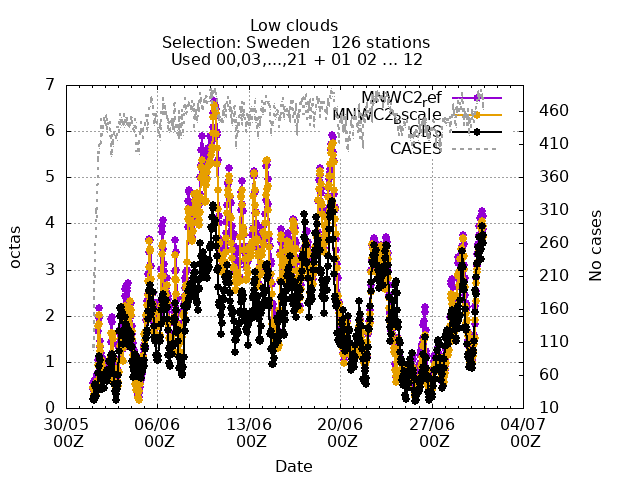 Low clouds
Selection: Sweden 126 stations
Used 00,03,...,21 + 01 02 ... 12
MNWC2ref
MNWC2Bscale
OBS
CASES
octas
7
6
5
4
3
2
1
0
No cases
460
410
360
310
260
210
160
110
60
10
30/05 06/06 13/06 20/06 27/06 04/07
00Z 00Z 00Z 00Z 00Z 00Z
Date